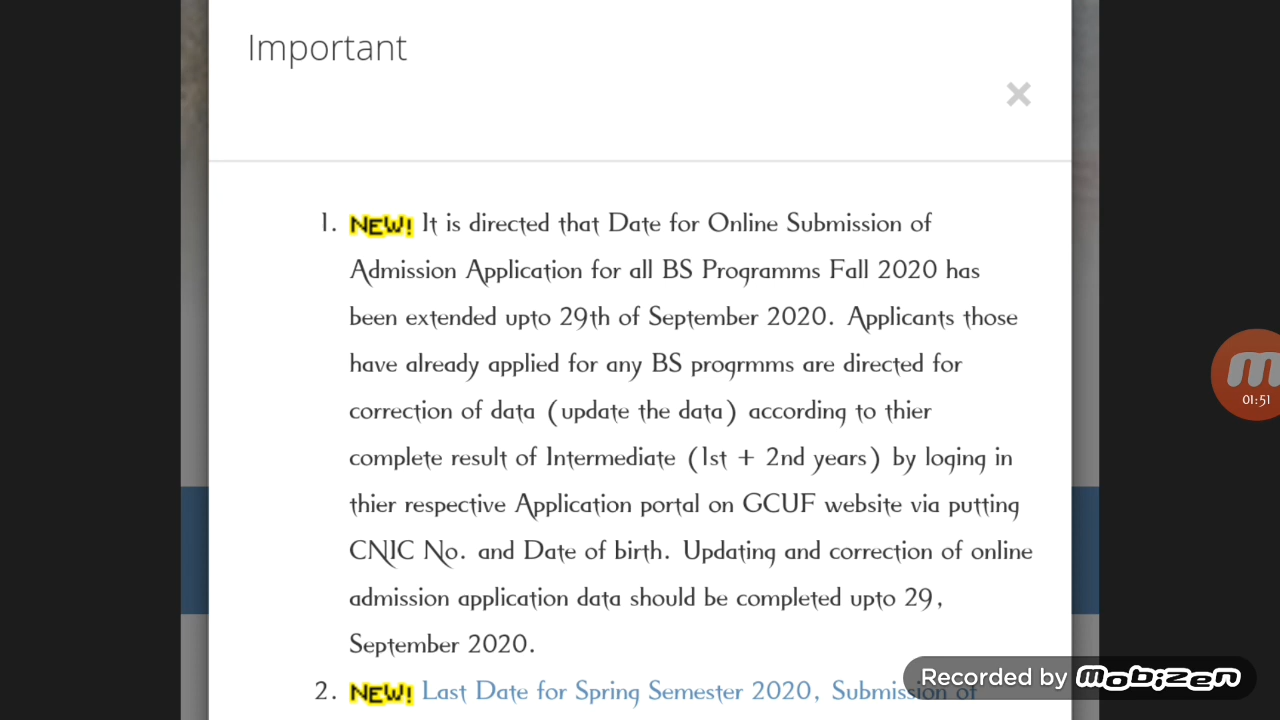 Important
×
1. NEW! It is directed that Date for Online Submission of
Admission Application for all BS Programms Fall 2020 has
been extended upto 29th of September 2020. Applicants those
have already applied for any BS progrmms are directed for
correction of data (update the data) according to thier
complete result of Intermediate (1st + 2nd years) by loging in
thier respective Application portal on GCUF website via putting
CNIC No. and Date of birth. Updating and correction of online
admission application data should be completed upto 29,
September 2020.
2. NEW! Last Date for Spring Semester 2020, Submission of
01:51
Recorded by mobizen